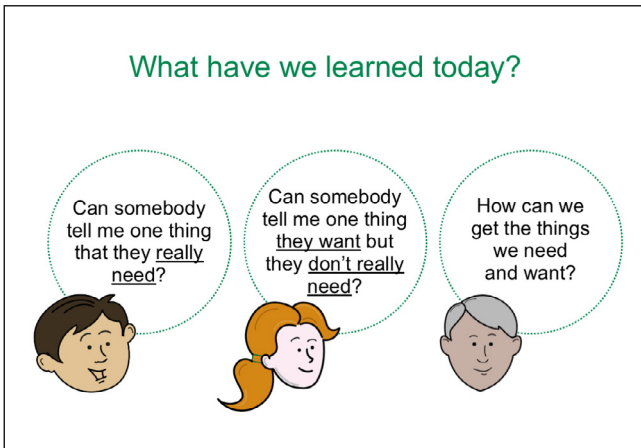 What have we learned today?
Can somebody
tell me one thing
that they really
need?
Can somebody
tell me one thing
they want but
they don't really
need?
How can we
get the things
we need
and want?